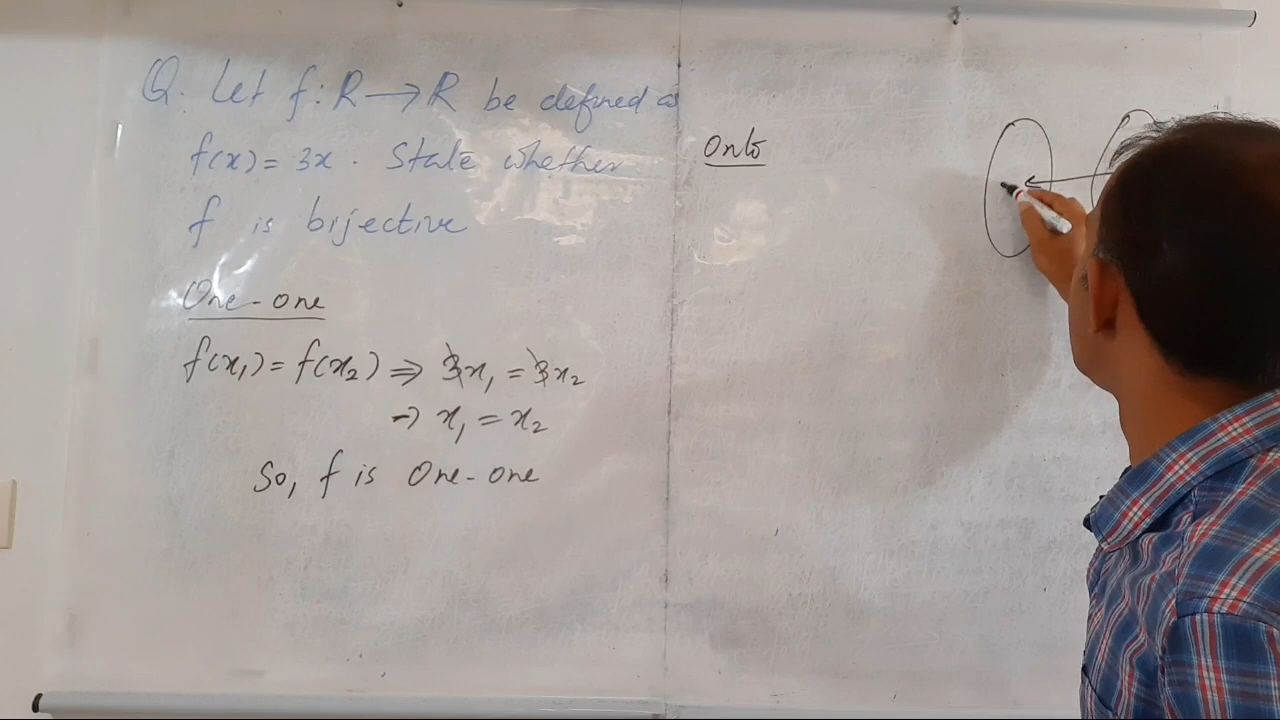 Q. Let f : R → R be defined as
f(x) = 3x. State whether
f is bijective
One-one
f(x₁) = f(x₂) ⇒ 3x₁ = 3x₂
⇒ x₁ = x₂
So, f is One-one
Onto